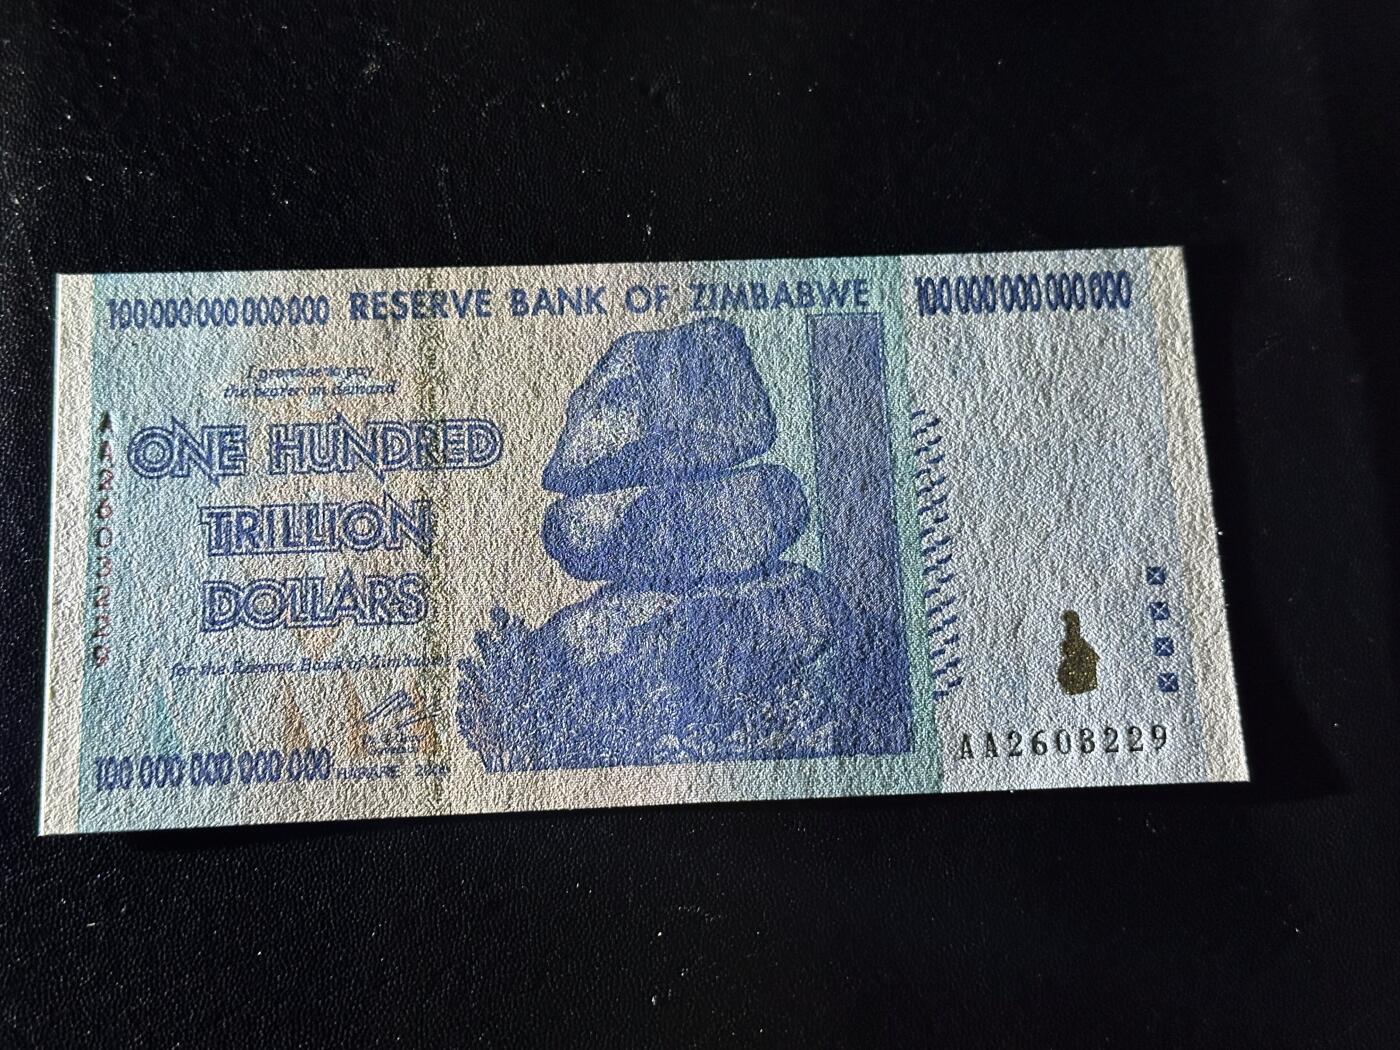 100 000 000 000 000 RESERVE BANK OF ZIMBABWE 100 000 000 000 000
I promise to pay
the bearer on demand
ONE HUNDRED
TRILLION
DOLLARS
for the Reserve Bank of Zimbabwe
100 000 000 000 000 HARARE
AA2603229
AA2603229